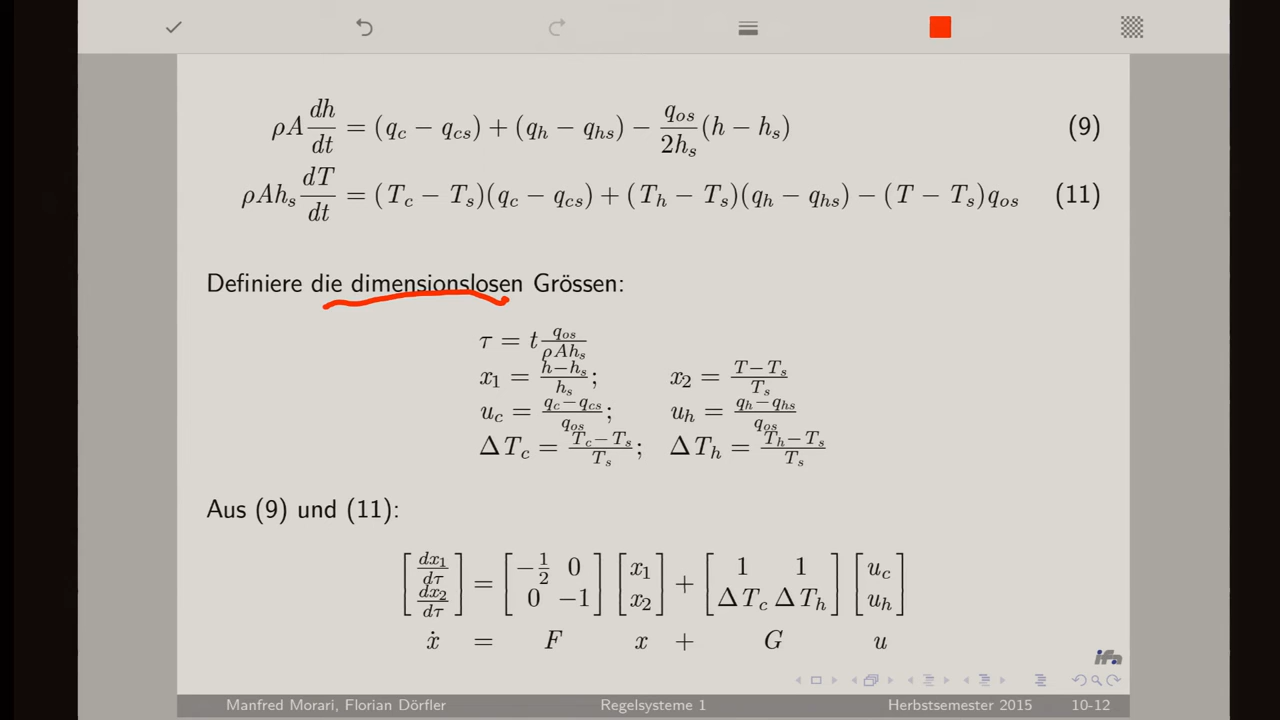 ρA dh/dt = (q_c − q_cs) + (q_h − q_hs) − q_os/2h_s (h − h_s) (9)
ρAh_s dT/dt = (T_c − T_s)(q_c − q_cs) + (T_h − T_s)(q_h − q_hs) − (T − T_s)q_os (11)
Definiere die dimensionslosen Grössen:
τ = t q_os/ρAh_s
x_1 = h−h_s/h_s; x_2 = T−T_s/T_s
u_c = q_c−q_cs/q_os; u_h = q_h−q_hs/q_os
ΔT_c = T_c−T_s/T_s; ΔT_h = T_h−T_s/T_s
Aus (9) und (11):
[dx_1/dτ dx_2/dτ] = [−1/2 0 0 −1] [x_1 x_2] + [1 1 ΔT_c ΔT_h] [u_c u_h]
ẋ = F x + G u
ifa
Manfred Morari, Florian Dörfler Regelsysteme 1 Herbstsemester 2015 10-12